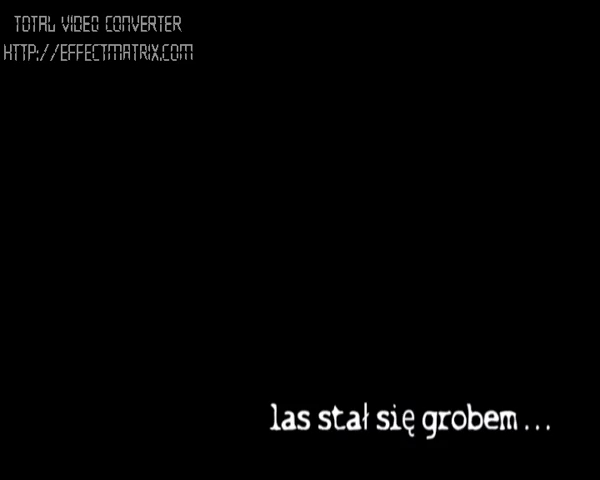 TOTAL VIDEO CONVERTER
HTTP://EFFECTMATRIX.COM
las stał się grobem...